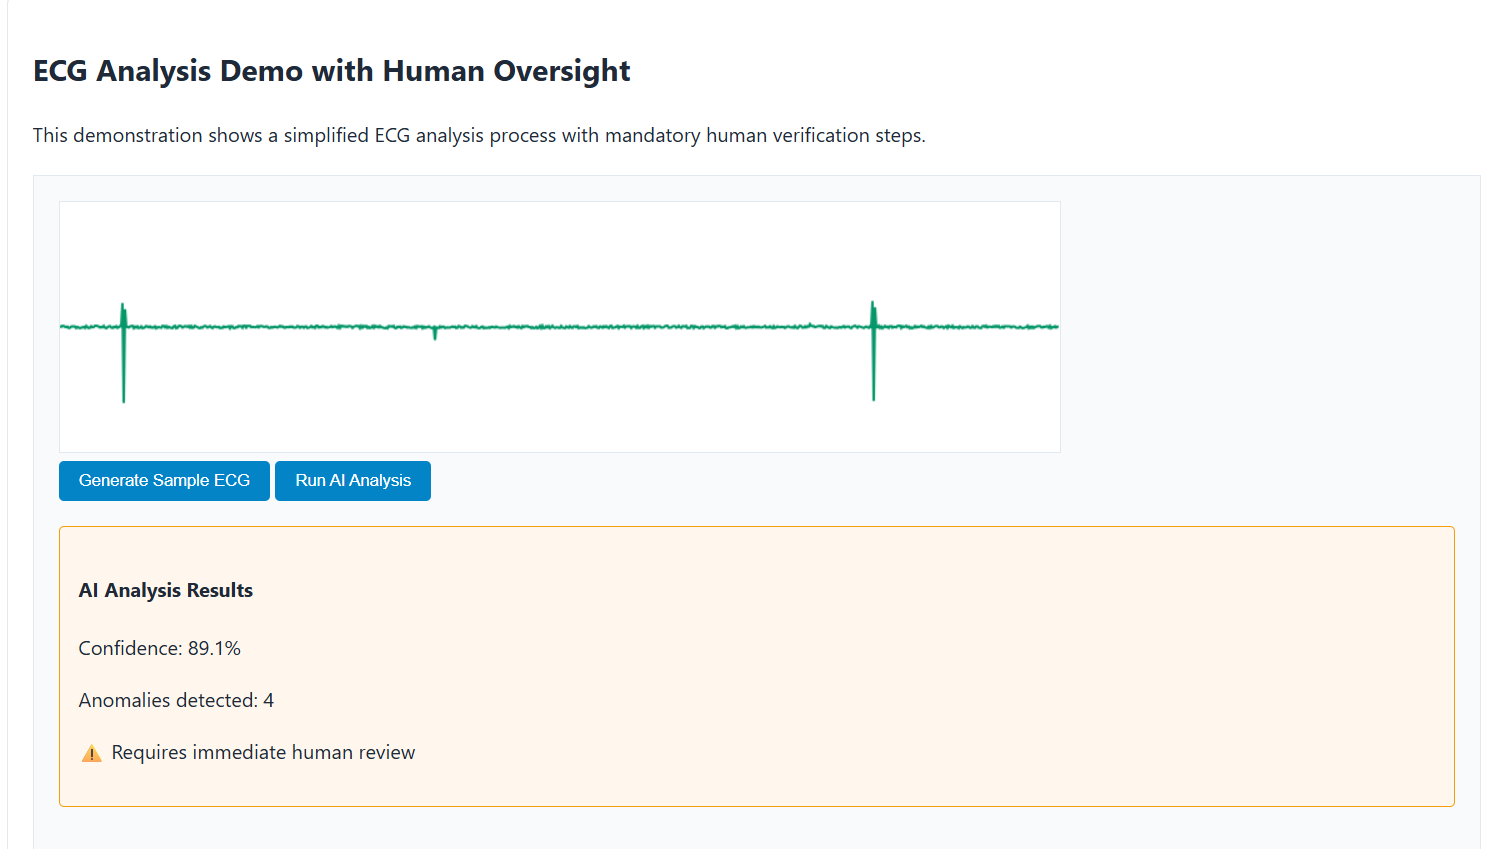 ECG Analysis Demo with Human Oversight
This demonstration shows a simplified ECG analysis process with mandatory human verification steps.
Generate Sample ECG
Run AI Analysis
AI Analysis Results
Confidence: 89.1%
Anomalies detected: 4
⚠️ Requires immediate human review